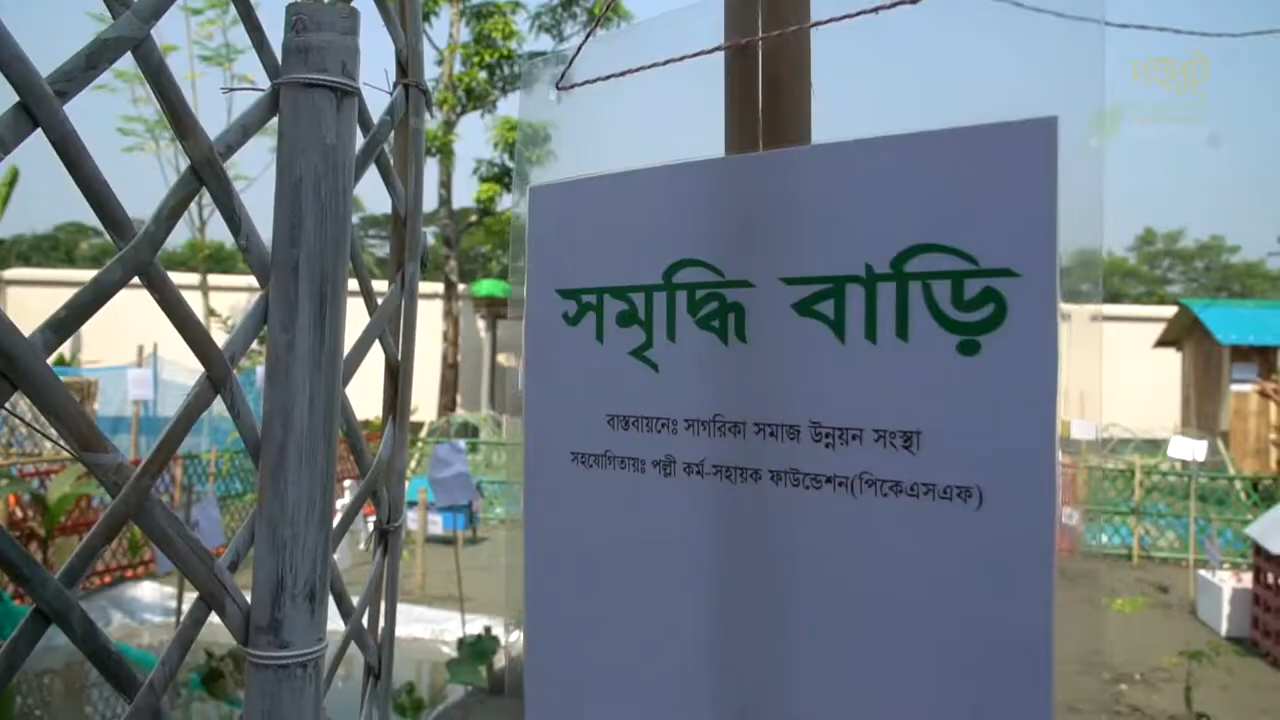 সমৃদ্ধি বাড়ি
বাস্তবায়নেঃ সাগরিকা সমাজ উন্নয়ন সংস্থা
সহযোগিতায়ঃ পল্লী কর্ম-সহায়ক ফাউন্ডেশন(পিকেএসএফ)